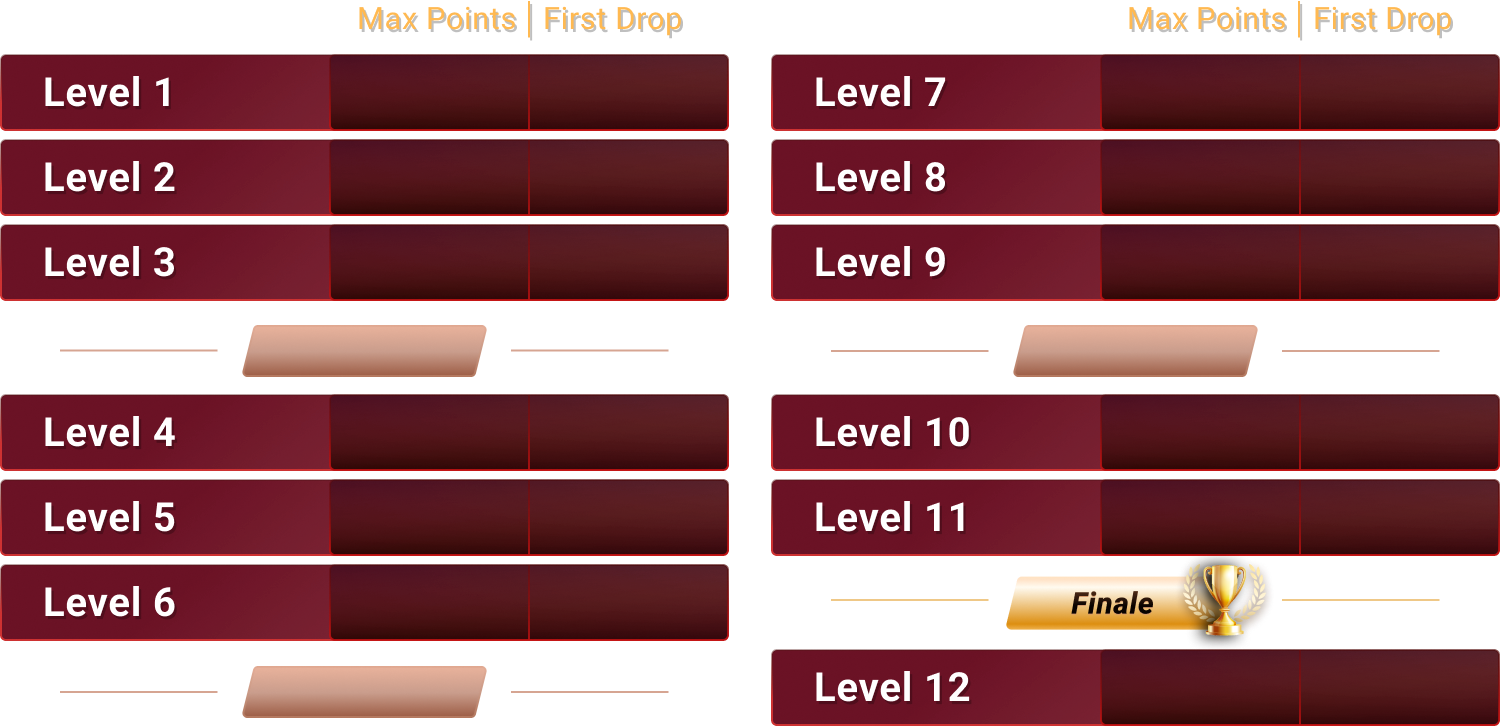 Max Points | First Drop
Level 1
Level 2
Level 3
Level 4
Level 5
Level 6
Max Points | First Drop
Level 7
Level 8
Level 9
Level 10
Level 11
Finale
Level 12